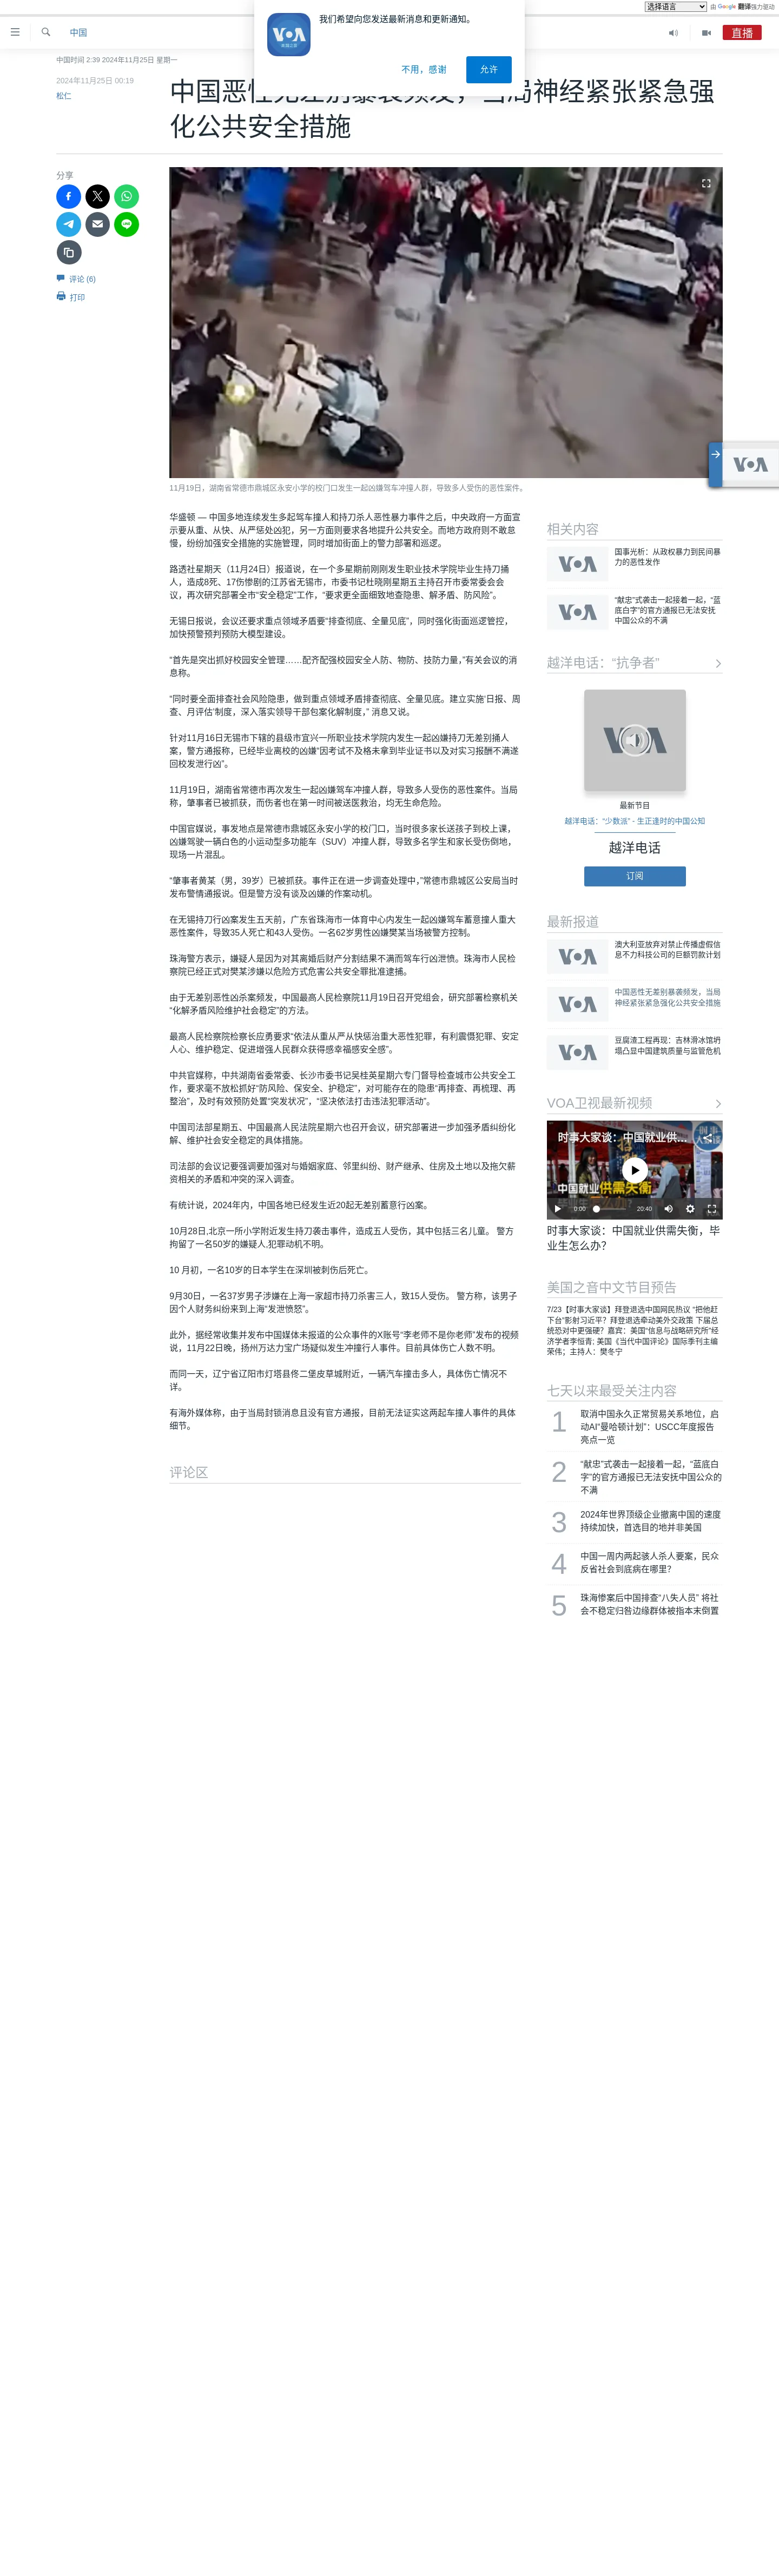 选择语言
由 Google 翻译强力驱动
我们希望向您发送最新消息和更新通知。
不用，感谢
允许
中国
直播
中国时间 2:39 2024年11月25日 星期一
2024年11月25日 00:19
松仁
中国恶性无差别暴袭频发，当局神经紧张紧急强
化公共安全措施
分享
评论 (6)
打印
11月19日，湖南省常德市鼎城区永安小学的校门口发生一起凶嫌驾车冲撞人群，导致多人受伤的恶性案件。
华盛顿 — 中国多地连续发生多起驾车撞人和持刀杀人恶性暴力事件之后，中央政府一方面宣
示要从重、从快、从严惩处凶犯，另一方面则要求各地提升公共安全。而地方政府则不敢怠
慢，纷纷加强安全措施的实施管理，同时增加街面上的警力部署和巡逻。
路透社星期天（11月24日）报道说，在一个多星期前刚刚发生职业技术学院毕业生持刀捅
人，造成8死、17伤惨剧的江苏省无锡市，市委书记杜晓刚星期五主持召开市委常委会会
议，再次研究部署全市“安全稳定”工作，“要求更全面细致地查隐患、解矛盾、防风险”。
无锡日报说，会议还要求重点领域矛盾要“排查彻底、全量见底”，同时强化街面巡逻管控，
加快预警预判预防大模型建设。
“首先是突出抓好校园安全管理……配齐配强校园安全人防、物防、技防力量，”有关会议的消
息称。
“同时要全面排查社会风险隐患，做到重点领域矛盾排查彻底、全量见底。建立实施‘日报、周
查、月评估’制度，深入落实领导干部包案化解制度，” 消息又说。
针对11月16日无锡市下辖的县级市宜兴一所职业技术学院内发生一起凶嫌持刀无差别捅人
案，警方通报称，已经毕业离校的凶嫌“因考试不及格未拿到毕业证书以及对实习报酬不满遂
回校发泄行凶”。
11月19日，湖南省常德市再次发生一起凶嫌驾车冲撞人群，导致多人受伤的恶性案件。当局
称，肇事者已被抓获，而伤者也在第一时间被送医救治，均无生命危险。
中国官媒说，事发地点是常德市鼎城区永安小学的校门口，当时很多家长送孩子到校上课，
凶嫌驾驶一辆白色的小运动型多功能车（SUV）冲撞人群，导致多名学生和家长受伤倒地，
现场一片混乱。
“肇事者黄某（男，39岁）已被抓获。事件正在进一步调查处理中，”常德市鼎城区公安局当时
发布警情通报说。但是警方没有谈及凶嫌的作案动机。
在无锡持刀行凶案发生五天前，广东省珠海市一体育中心内发生一起凶嫌驾车蓄意撞人重大
恶性案件，导致35人死亡和43人受伤。一名62岁男性凶嫌樊某当场被警方控制。
珠海警方表示，嫌疑人是因为对其离婚后财产分割结果不满而驾车行凶泄愤。珠海市人民检
察院已经正式对樊某涉嫌以危险方式危害公共安全罪批准逮捕。
由于无差别恶性凶杀案频发，中国最高人民检察院11月19日召开党组会，研究部署检察机关
“化解矛盾风险维护社会稳定”的方法。
最高人民检察院检察长应勇要求“依法从重从严从快惩治重大恶性犯罪，有利震慑犯罪、安定
人心、维护稳定、促进增强人民群众获得感幸福感安全感”。
中共官媒称，中共湖南省委常委、长沙市委书记吴桂英星期六专门督导检查城市公共安全工
作，要求毫不放松抓好“防风险、保安全、护稳定”，对可能存在的隐患“再排查、再梳理、再
整治”，及时有效预防处置“突发状况”，“坚决依法打击违法犯罪活动”。
中国司法部星期五、中国最高人民法院星期六也召开会议，研究部署进一步加强矛盾纠纷化
解、维护社会安全稳定的具体措施。
司法部的会议记要强调要加强对与婚姻家庭、邻里纠纷、财产继承、住房及土地以及拖欠薪
资相关的矛盾和冲突的深入调查。
有统计说，2024年内，中国各地已经发生近20起无差别蓄意行凶案。
10月28日,北京一所小学附近发生持刀袭击事件，造成五人受伤，其中包括三名儿童。 警方
拘留了一名50岁的嫌疑人,犯罪动机不明。
10 月初，一名10岁的日本学生在深圳被刺伤后死亡。
9月30日，一名37岁男子涉嫌在上海一家超市持刀杀害三人，致15人受伤。 警方称，该男子
因个人财务纠纷来到上海“发泄愤怒”。
此外，据经常收集并发布中国媒体未报道的公众事件的X账号“李老师不是你老师”发布的视频
说，11月22日晚，扬州万达力宝广场疑似发生冲撞行人事件。目前具体伤亡人数不明。
而同一天，辽宁省辽阳市灯塔县佟二堡皮草城附近，一辆汽车撞击多人，具体伤亡情况不
详。
有海外媒体称，由于当局封锁消息且没有官方通报，目前无法证实这两起车撞人事件的具体
细节。
评论区
相关内容
VOA
国事光析：从政权暴力到民间暴
力的恶性发作
VOA
“献忠”式袭击一起接着一起，“蓝
底白字”的官方通报已无法安抚
中国公众的不满
越洋电话：“抗争者”
VOA
最新节目
越洋电话：“少数派” - 生正逢时的中国公知
越洋电话
订阅
最新报道
VOA
澳大利亚放弃对禁止传播虚假信
息不力科技公司的巨额罚款计划
VOA
中国恶性无差别暴袭频发，当局
神经紧张紧急强化公共安全措施
VOA
豆腐渣工程再现：吉林滑冰馆坍
塌凸显中国建筑质量与监管危机
VOA卫视最新视频
时事大家谈：中国就业供…
中国就业供需失衡
0:00
20:40
时事大家谈：中国就业供需失衡，毕
业生怎么办？
美国之音中文节目预告
7/23【时事大家谈】拜登退选中国网民热议 “把他赶
下台”影射习近平？拜登退选牵动美外交政策 下届总
统恐对中更强硬？嘉宾：美国“信息与战略研究所”经
济学者李恒青; 美国《当代中国评论》国际季刊主编
荣伟；主持人：樊冬宁
七天以来最受关注内容
1
取消中国永久正常贸易关系地位，启
动AI“曼哈顿计划”：USCC年度报告
亮点一览
2
“献忠”式袭击一起接着一起，“蓝底白
字”的官方通报已无法安抚中国公众的
不满
3
2024年世界顶级企业撤离中国的速度
持续加快，首选目的地并非美国
4
中国一周内两起骇人杀人要案，民众
反省社会到底病在哪里？
5
珠海惨案后中国排查“八失人员” 将社
会不稳定归咎边缘群体被指本末倒置